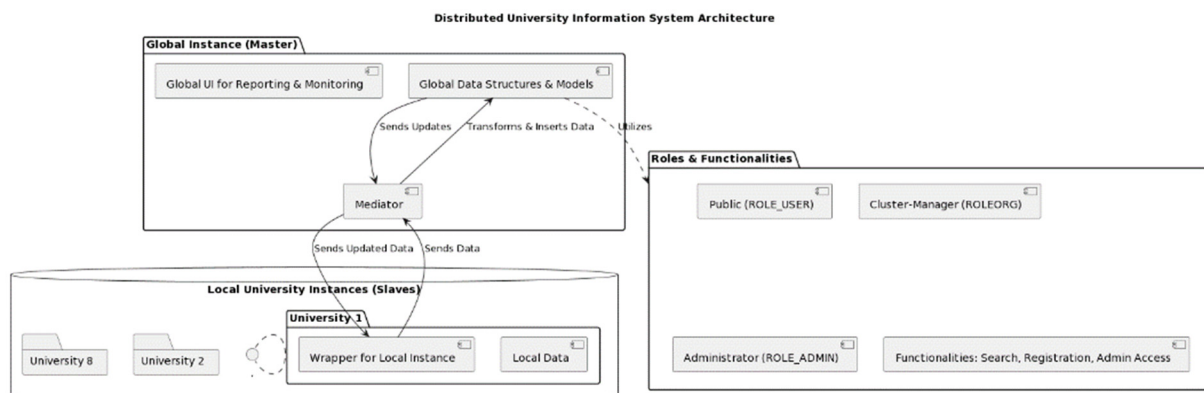 Distributed University Information System Architecture
Global Instance (Master)
Global UI for Reporting & Monitoring
Global Data Structures & Models
Sends Updates
Transforms & Inserts Data
Utilizes
Mediator
Roles & Functionalities
Public (ROLE_USER)
Cluster-Manager (ROLEORG)
Sends Updated Data
Sends Data
Local University Instances (Slaves)
University 1
University 8
University 2
Wrapper for Local Instance
Local Data
Administrator (ROLE_ADMIN)
Functionalities: Search, Registration, Admin Access